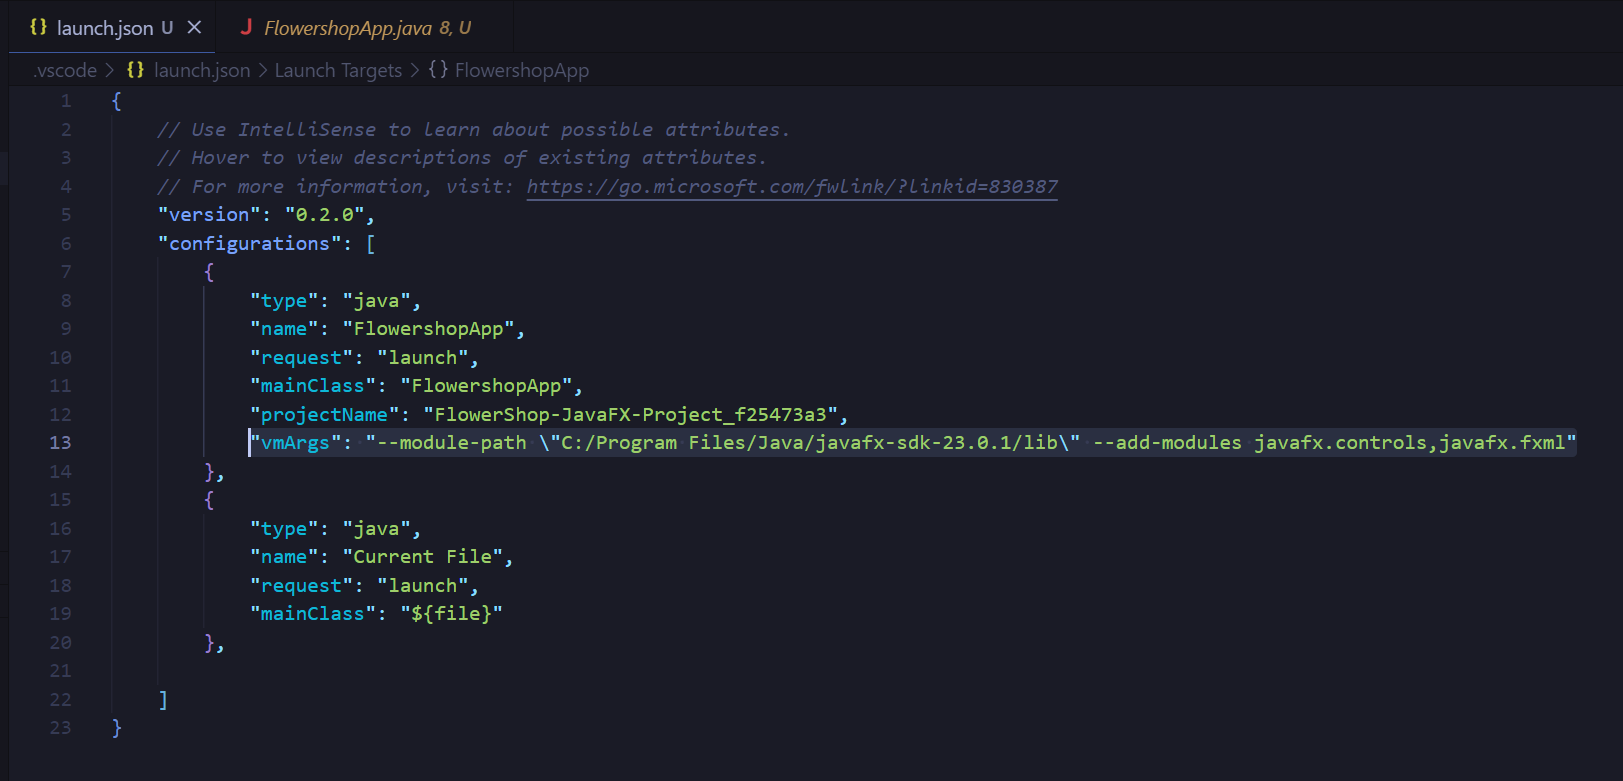 {} launch.json U ×
J FlowershopApp.java 8, U
.vscode > {} launch.json > Launch Targets > {} FlowershopApp
1 {
2 // Use IntelliSense to learn about possible attributes.
3 // Hover to view descriptions of existing attributes.
4 // For more information, visit: https://go.microsoft.com/fwlink/?linkid=830387
5 "version": "0.2.0",
6 "configurations": [
7 {
8 "type": "java",
9 "name": "FlowershopApp",
10 "request": "launch",
11 "mainClass": "FlowershopApp",
12 "projectName": "FlowerShop-JavaFX-Project_f25473a3",
13 "vmArgs": "--module-path \"C:/Program Files/Java/javafx-sdk-23.0.1/lib\" --add-modules javafx.controls,javafx.fxml"
14 },
15 {
16 "type": "java",
17 "name": "Current File",
18 "request": "launch",
19 "mainClass": "${file}"
20 },
21
22 ]
23 }